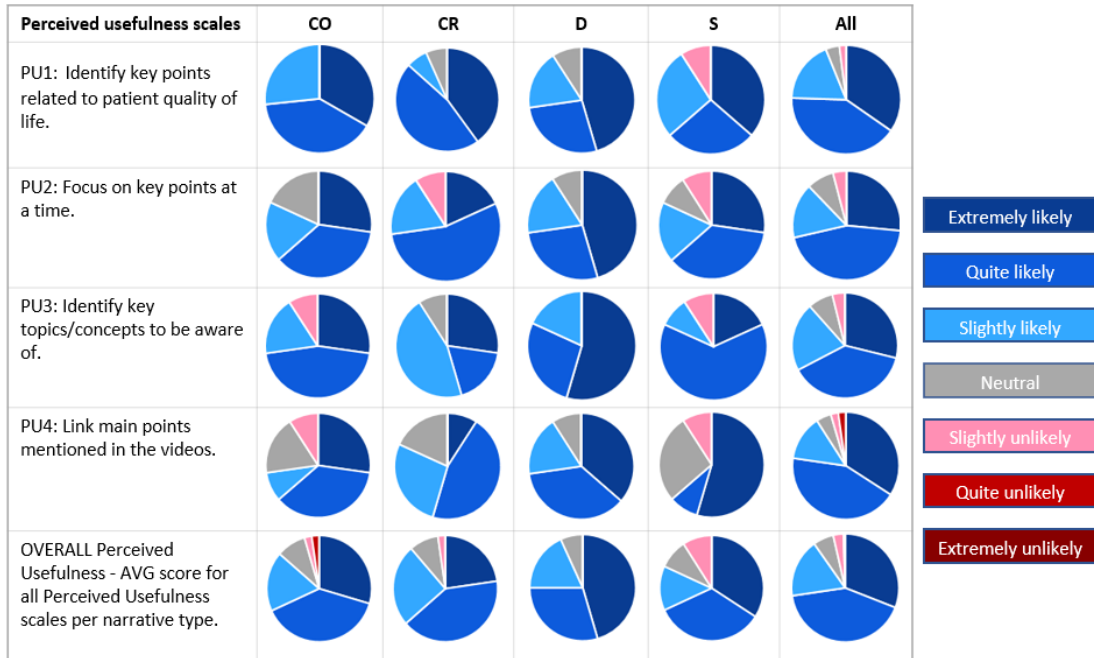 Perceived usefulness scales CO CR D S All
PU1: Identify key points
related to patient quality of
life.
PU2: Focus on key points at
a time.
PU3: Identify key
topics/concepts to be aware
of.
PU4: Link main points
mentioned in the videos.
OVERALL Perceived
Usefulness - AVG score for
all Perceived Usefulness
scales per narrative type.
Extremely likely
Quite likely
Slightly likely
Neutral
Slightly unlikely
Quite unlikely
Extremely unlikely